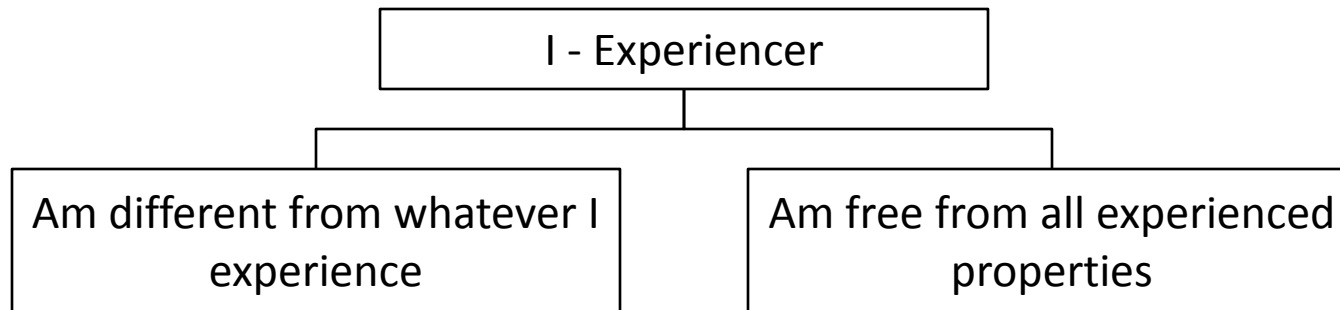 I - Experiencer
Am different from whatever I
experience
Am free from all experienced
properties